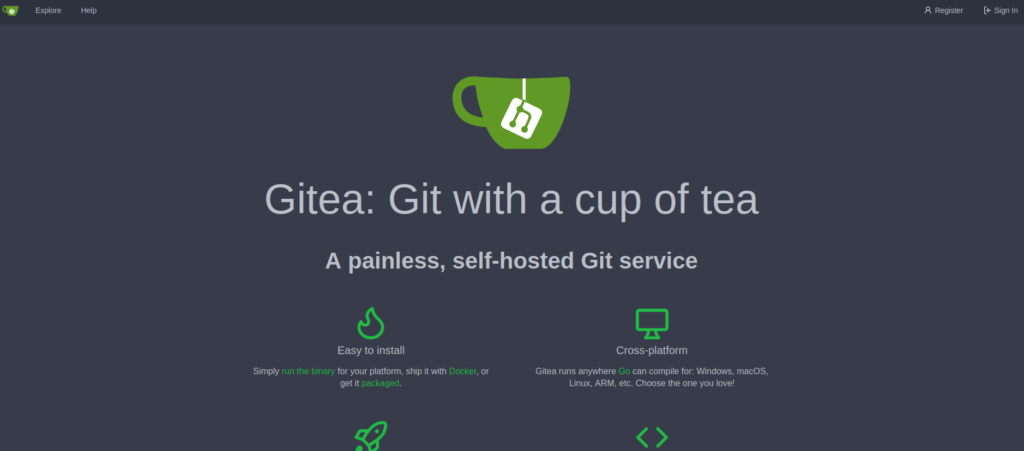 Explore Help Register Sign In
Gitea: Git with a cup of tea
A painless, self-hosted Git service
Easy to install
Simply run the binary for your platform, ship it with Docker, or
get it packaged.
Cross-platform
Gitea runs anywhere Go can compile for: Windows, macOS,
Linux, ARM, etc. Choose the one you love!